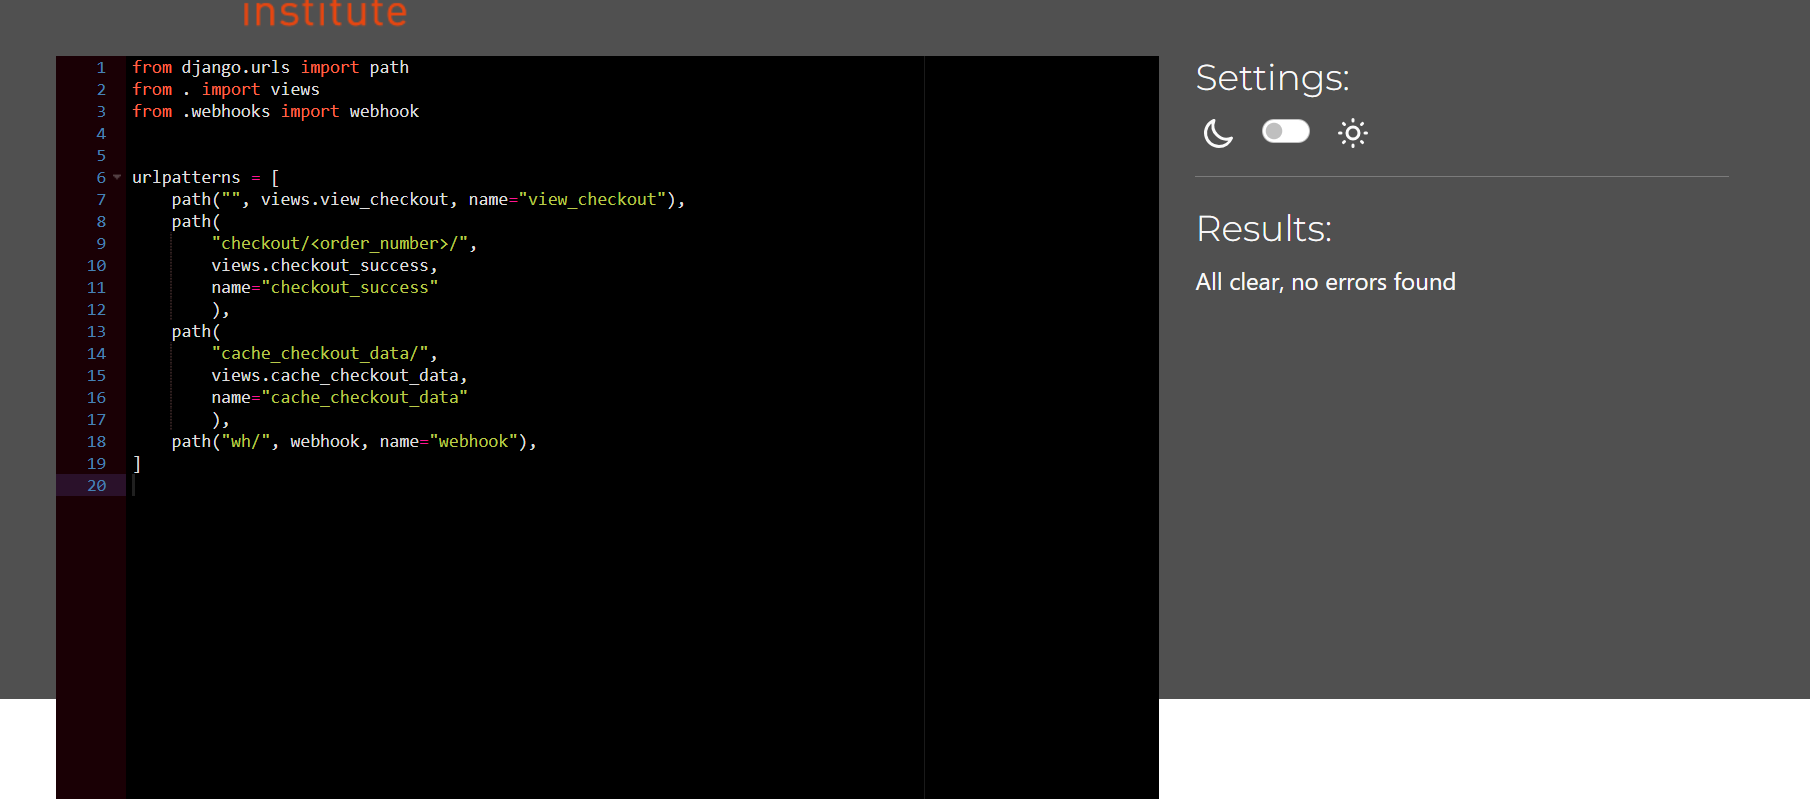 institute
1 from django.urls import path
2 from . import views
3 from .webhooks import webhook
4
5
6 urlpatterns = [
7     path("", views.view_checkout, name="view_checkout"),
8     path(
9         "checkout/<order_number>/",
10         views.checkout_success,
11         name="checkout_success"
12         ),
13     path(
14         "cache_checkout_data/",
15         views.cache_checkout_data,
16         name="cache_checkout_data"
17         ),
18     path("wh/", webhook, name="webhook"),
19 ]
20
Settings:
Results:
All clear, no errors found